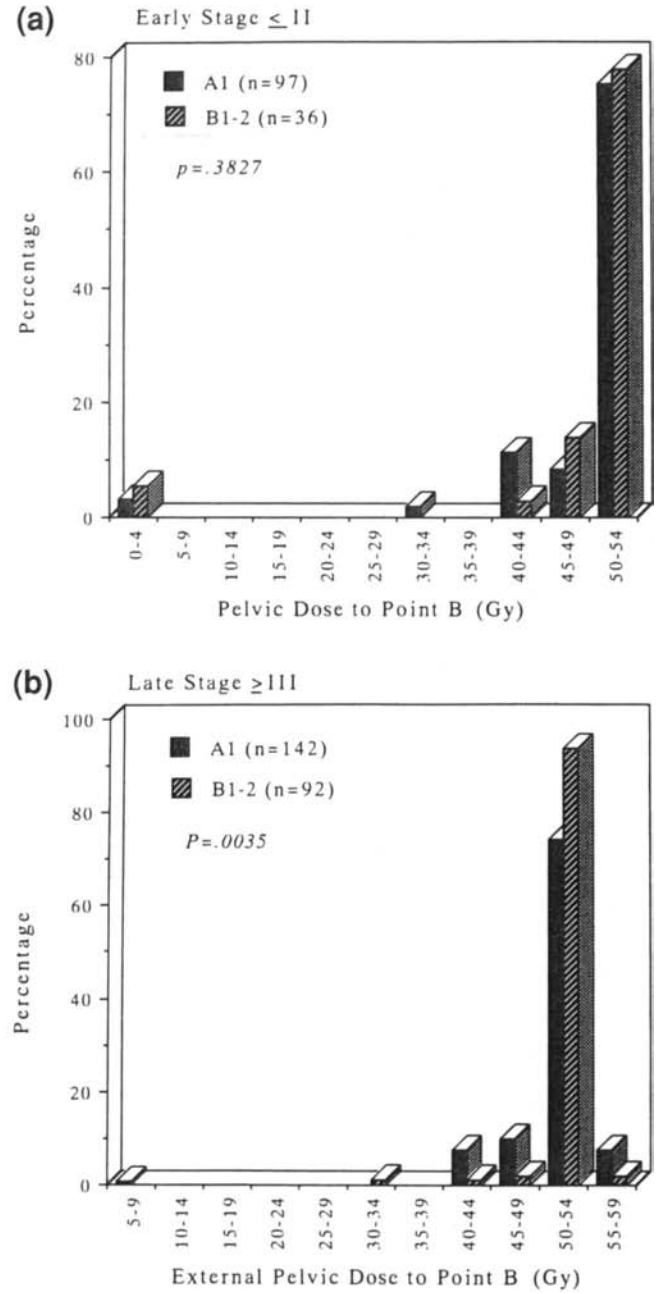 (a) Early Stage ≤ II
80
60
40
20
0
Percentage
A1 (n=97)
B1-2 (n=36)
p=.3827
0-4
5-9
10-14
15-19
20-24
25-29
30-34
35-39
40-44
45-49
50-54
Pelvic Dose to Point B (Gy)
(b) Late Stage ≥III
100
80
60
40
20
0
Percentage
A1 (n=142)
B1-2 (n=92)
P=.0035
5-9
10-14
15-19
20-24
25-29
30-34
35-39
40-44
45-49
50-54
55-59
External Pelvic Dose to Point B (Gy)